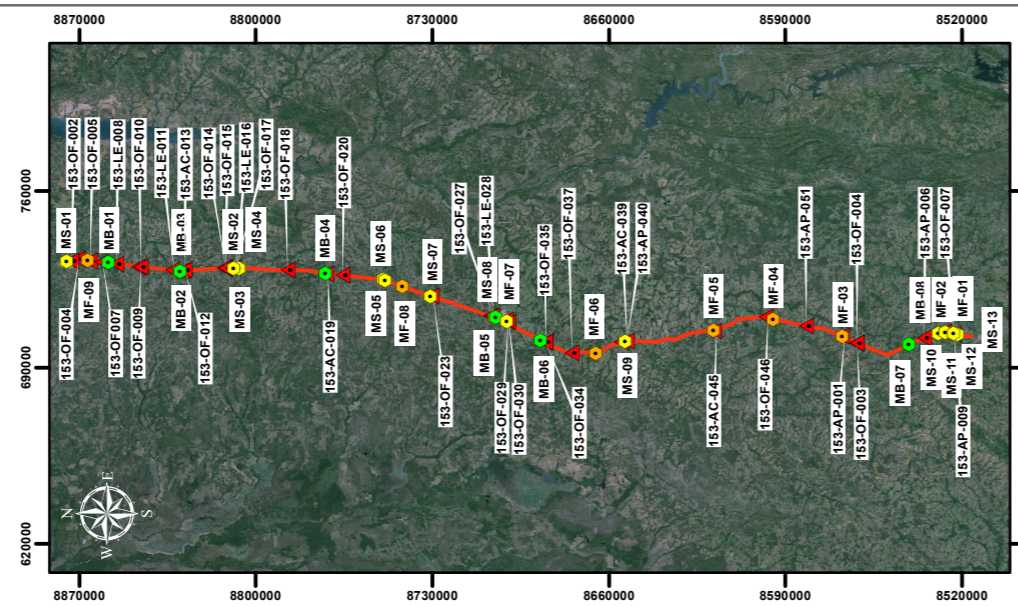 8870000
8800000
8730000
8660000
8590000
8520000
760000
690000
620000
MS-01
153-OF-002
153-OF-005
MB-01
153-LE-008
153-OF-010
153-LE-011
153-AC-013
MB-03
153-OF-014
153-OF-015
MS-02
153-LE-016
MS-04
153-OF-017
153-OF-018
MB-04
153-OF-020
MS-06
MS-07
153-OF-027
153-LE-028
MS-08
MF-07
153-OF-035
153-OF-037
MF-06
153-AC-039
153-AP-040
MF-05
MF-04
153-AP-051
MF-03
153-OF-004
MB-08
153-AP-006
MF-02
153-OF-007
MF-01
153-OF-004
MF-09
153-OF-007
153-OF-009
MB-02
153-OF-012
MS-03
153-AC-019
MS-05
MF-08
153-OF-023
MB-05
153-OF-029
153-OF-030
MB-06
153-OF-034
MS-09
153-AC-045
153-OF-046
153-AP-001
153-OF-003
MB-07
MS-10
MS-11
153-AP-009
MS-12
MS-13
N
E
S
W
8870000
8800000
8730000
8660000
8590000
8520000